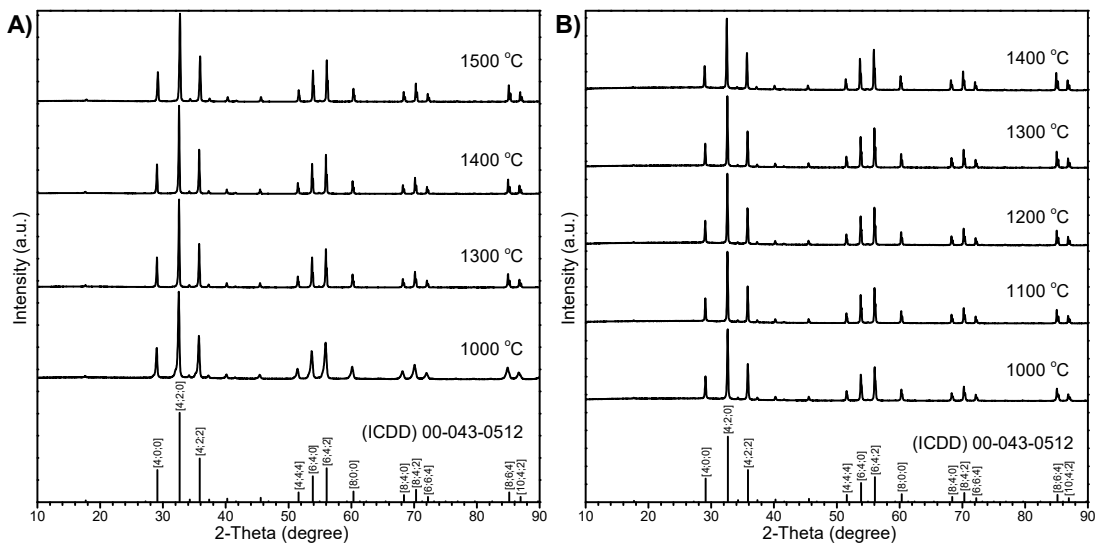 A)
1500 °C
1400 °C
1300 °C
1000 °C
(ICDD) 00-043-0512
[4;0;0]
[4;2;0]
[4;2;2]
[4;4;4]
[6;4;0]
[6;4;2]
[8;0;0]
[8;4;0]
[8;4;2]
[6;6;4]
[8;6;4]
[10;4;2]
Intensity (a.u.)
10 20 30 40 50 60 70 80 90
2-Theta (degree)
B)
1400 °C
1300 °C
1200 °C
1100 °C
1000 °C
(ICDD) 00-043-0512
[4;0;0]
[4;2;0]
[4;2;2]
[4;4;4]
[6;4;0]
[6;4;2]
[8;0;0]
[8;4;0]
[8;4;2]
[6;6;4]
[8;6;4]
[10;4;2]
Intensity (a.u.)
10 20 30 40 50 60 70 80 90
2-Theta (degree)